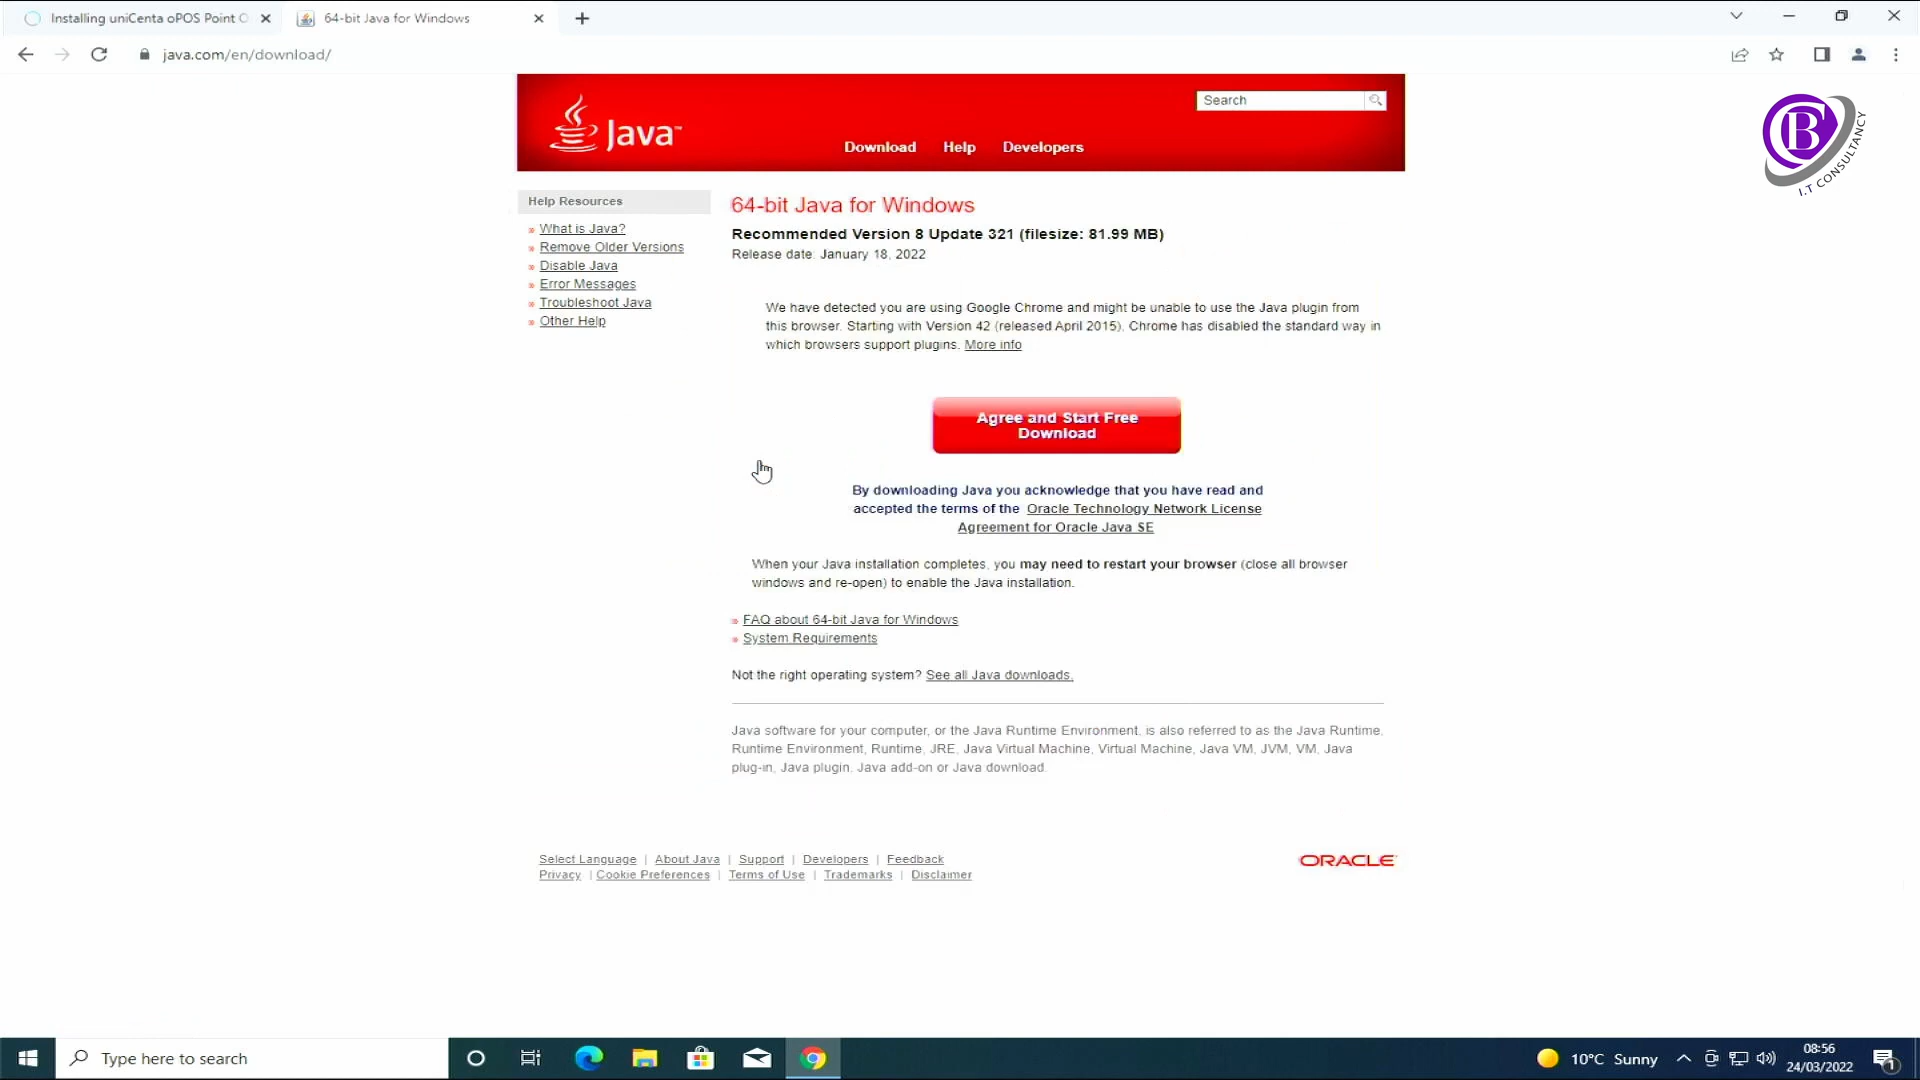 Installing uniCenta oPOS Point O
64-bit Java for Windows
java.com/en/download/
Search
Java™
Download Help Developers
B
I.T CONSULTANCY
Help Resources
» What is Java?
» Remove Older Versions
» Disable Java
» Error Messages
» Troubleshoot Java
» Other Help
64-bit Java for Windows
Recommended Version 8 Update 321 (filesize: 81.99 MB)
Release date: January 18, 2022
We have detected you are using Google Chrome and might be unable to use the Java plugin from
this browser. Starting with Version 42 (released April 2015), Chrome has disabled the standard way in
which browsers support plugins. More info
Agree and Start Free
Download
By downloading Java you acknowledge that you have read and
accepted the terms of the Oracle Technology Network License
Agreement for Oracle Java SE
When your Java installation completes, you may need to restart your browser (close all browser
windows and re-open) to enable the Java installation.
» FAQ about 64-bit Java for Windows
» System Requirements
Not the right operating system? See all Java downloads.
Java software for your computer, or the Java Runtime Environment, is also referred to as the Java Runtime,
Runtime Environment, Runtime, JRE, Java Virtual Machine, Virtual Machine, Java VM, JVM, VM, Java
plug-in, Java plugin, Java add-on or Java download.
Select Language | About Java | Support | Developers | Feedback
Privacy | Cookie Preferences | Terms of Use | Trademarks | Disclaimer
ORACLE
Type here to search
10°C Sunny
08:56
24/03/2022
1